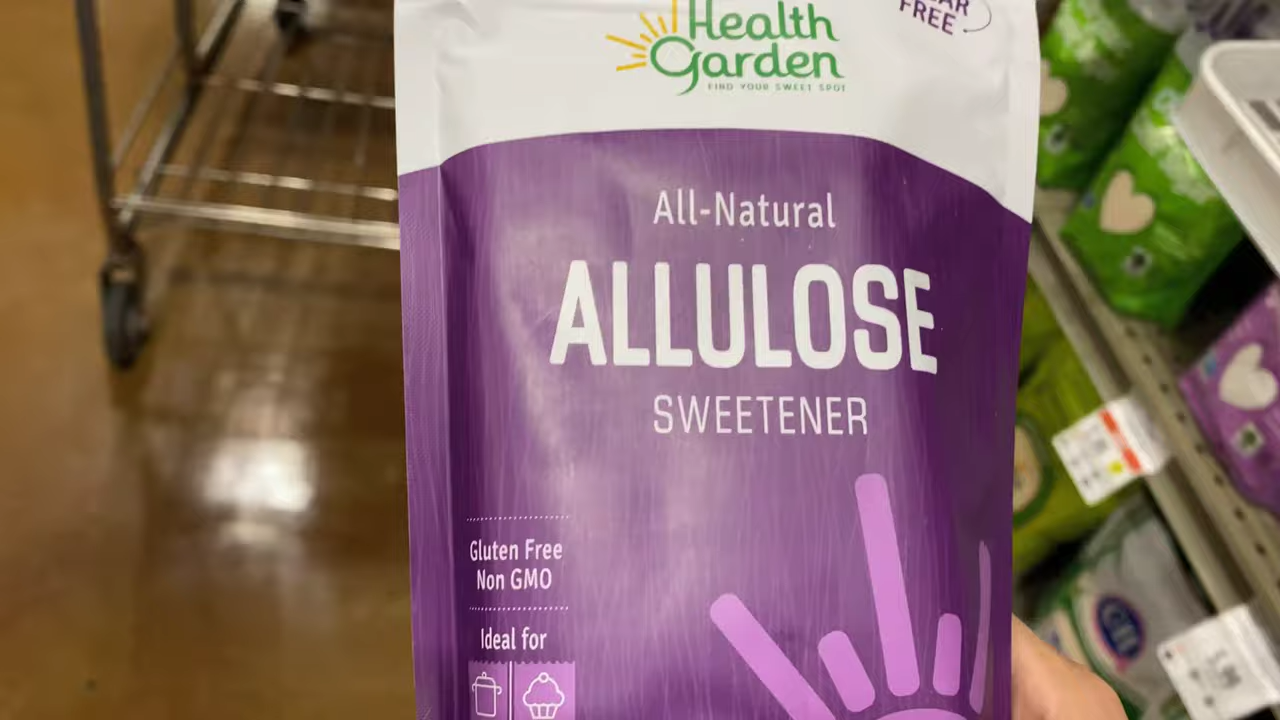 Health
Garden
FIND YOUR SWEET SPOT
FREE
All-Natural
ALLULOSE
SWEETENER
Gluten Free
Non GMO
Ideal for